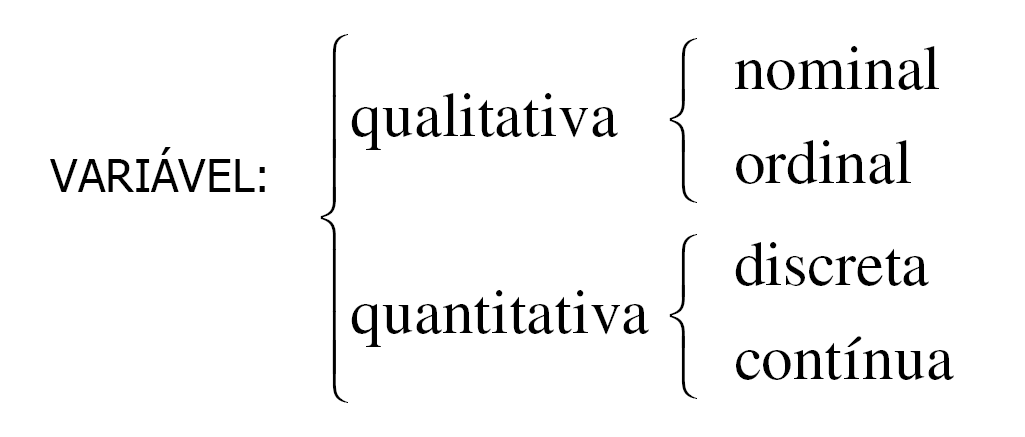 VARIÁVEL:
qualitativa
nominal
ordinal
quantitativa
discreta
contínua